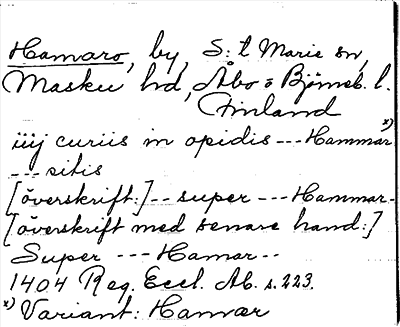 Hamaro, by, S:t Marie sn,
Masku hd, Åbo o Björneb. l.
Finland
iiij curiis in opidis --- Hammar x)
--- sitis
[överskrift:] -- super --- Hammar-
[överskrift med senare hand:]
Super --- Hamar--
1404 Reg. Eccl. Ab. s. 223.
x) Variant: Hamar